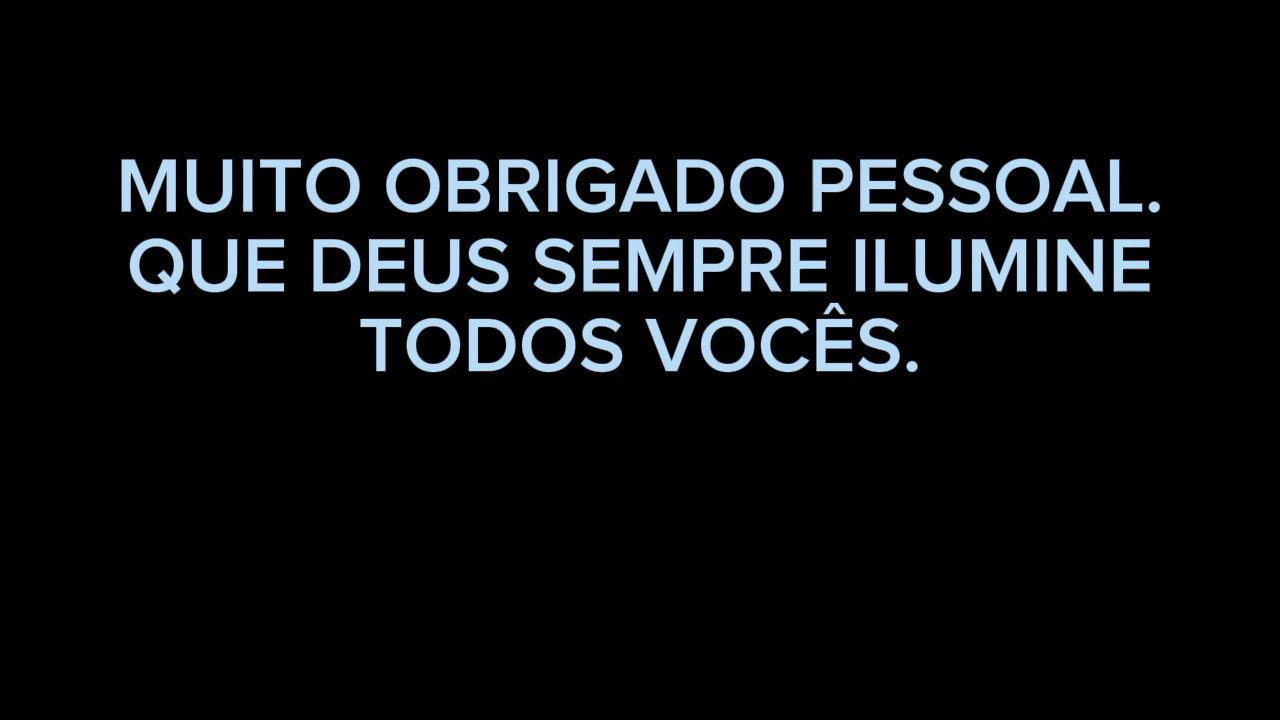 MUITO OBRIGADO PESSOAL.
QUE DEUS SEMPRE ILUMINE
TODOS VOCÊS.